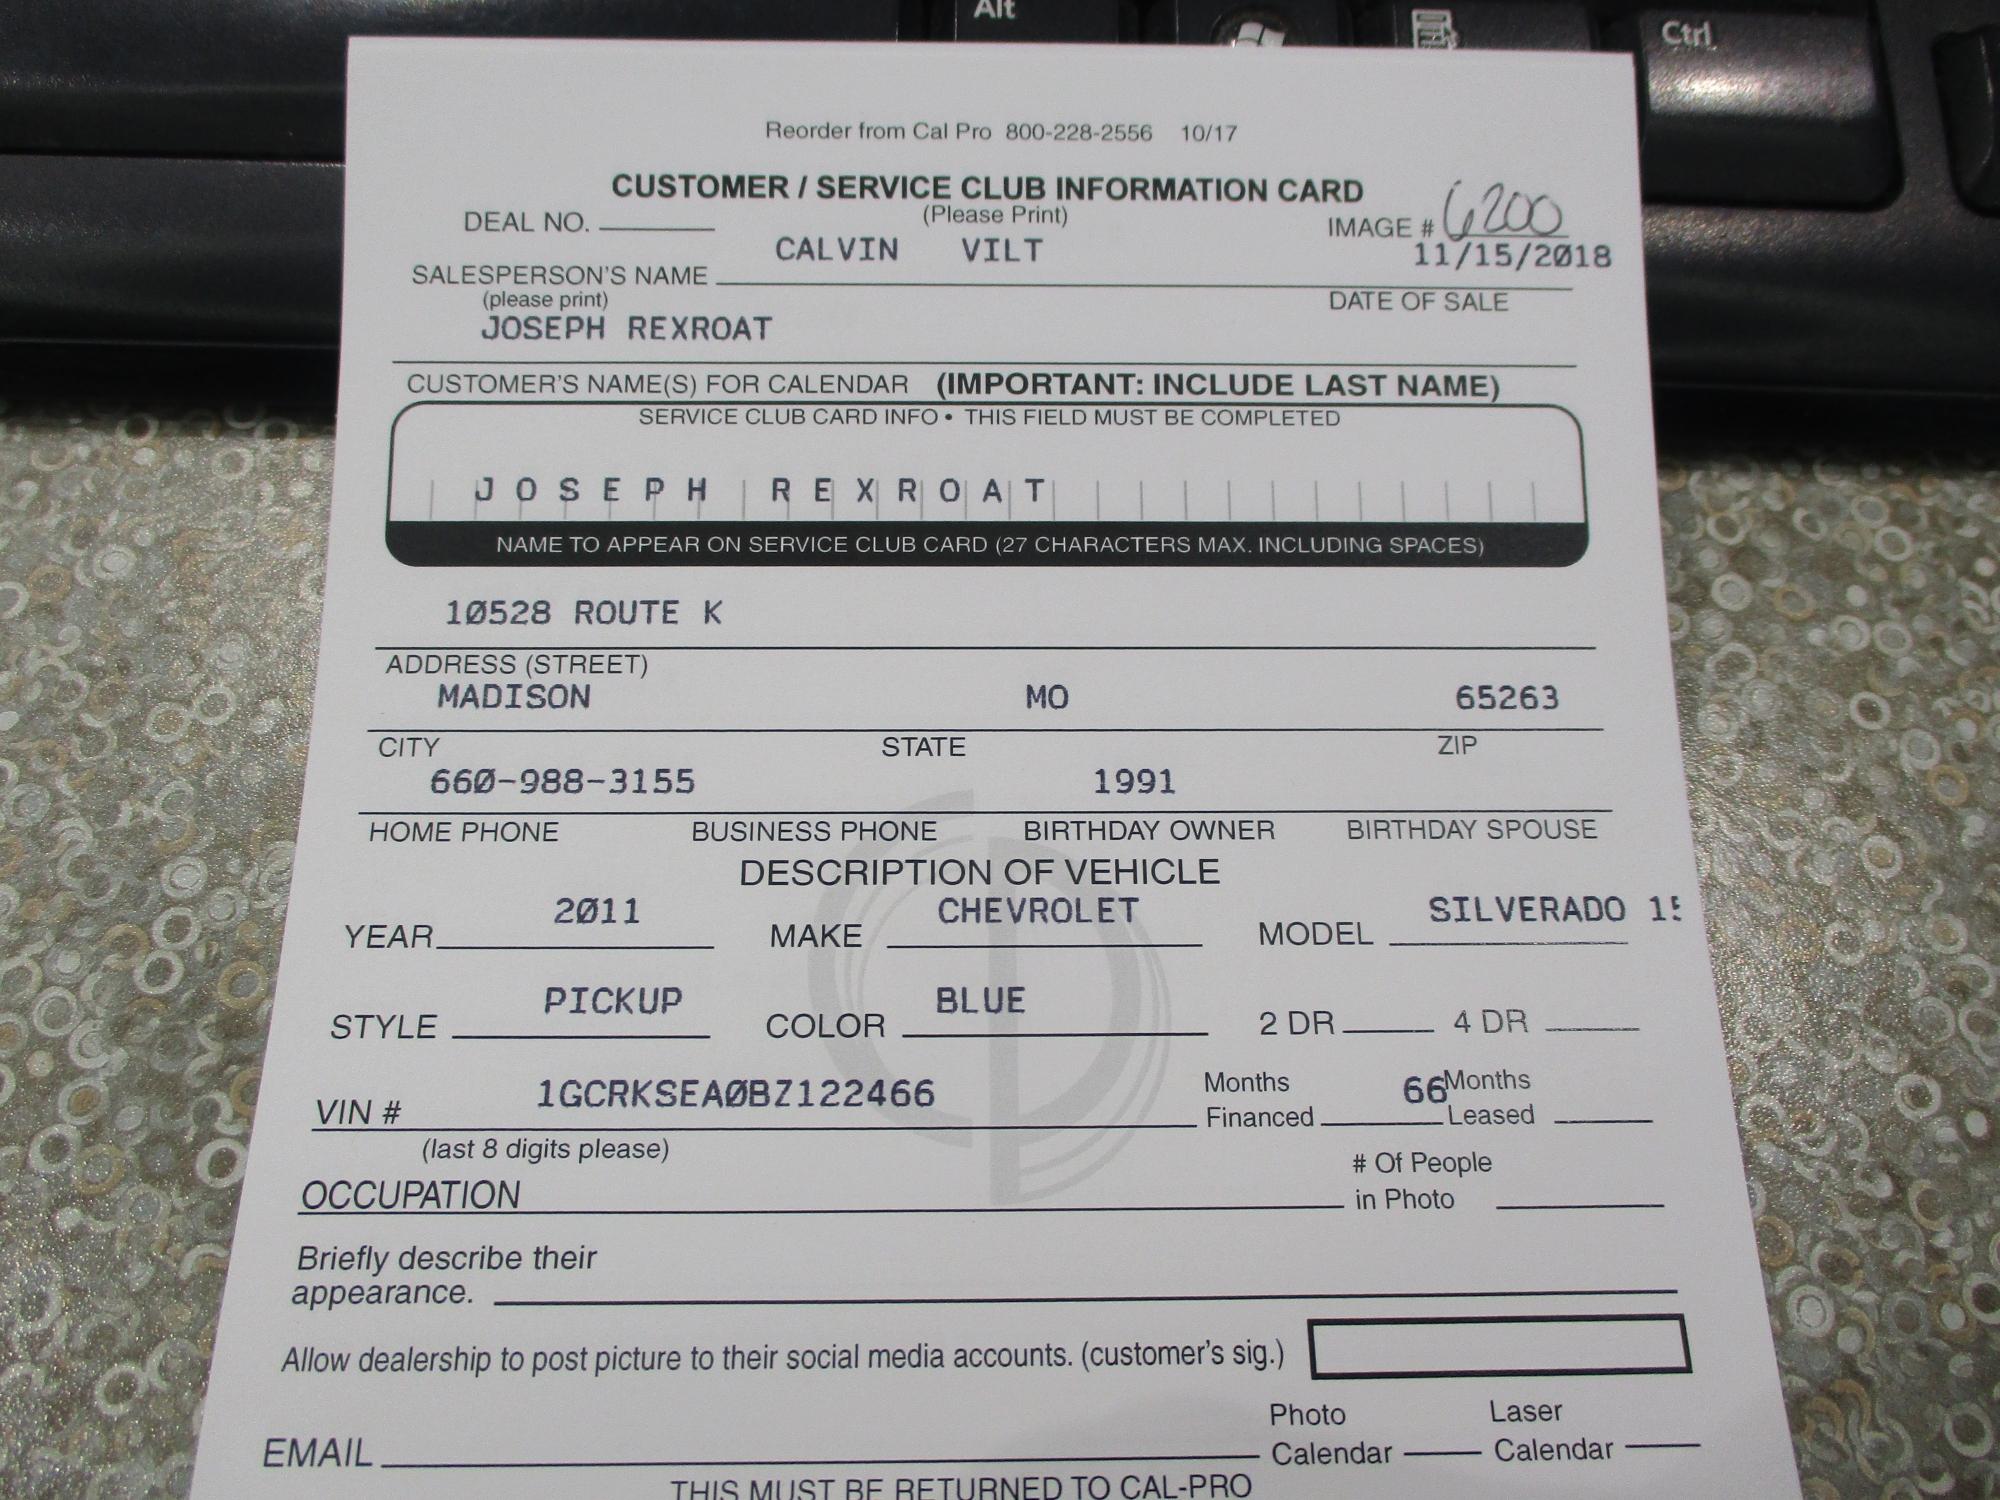 Alt
Ctrl
Reorder from Cal Pro 800-228-2556 10/17
CUSTOMER / SERVICE CLUB INFORMATION CARD
(Please Print)
DEAL NO.
IMAGE # 6200
CALVIN VILT
11/15/2018
SALESPERSON'S NAME
(please print)
DATE OF SALE
JOSEPH REXROAT
CUSTOMER'S NAME(S) FOR CALENDAR (IMPORTANT: INCLUDE LAST NAME)
SERVICE CLUB CARD INFO • THIS FIELD MUST BE COMPLETED
JOSEPH REXROAT
NAME TO APPEAR ON SERVICE CLUB CARD (27 CHARACTERS MAX. INCLUDING SPACES)
10528 ROUTE K
ADDRESS (STREET)
MADISON MO 65263
CITY STATE ZIP
660-988-3155 1991
HOME PHONE BUSINESS PHONE BIRTHDAY OWNER BIRTHDAY SPOUSE
DESCRIPTION OF VEHICLE
YEAR 2011 MAKE CHEVROLET MODEL SILVERADO 15
STYLE PICKUP COLOR BLUE 2 DR 4 DR
VIN # 1GCRKSEA0BZ122466 Months Financed 66 Months Leased
(last 8 digits please)
OCCUPATION # Of People in Photo
Briefly describe their
appearance.
Allow dealership to post picture to their social media accounts. (customer's sig.)
EMAIL Photo Calendar Laser Calendar
THIS MUST BE RETURNED TO CAL-PRO